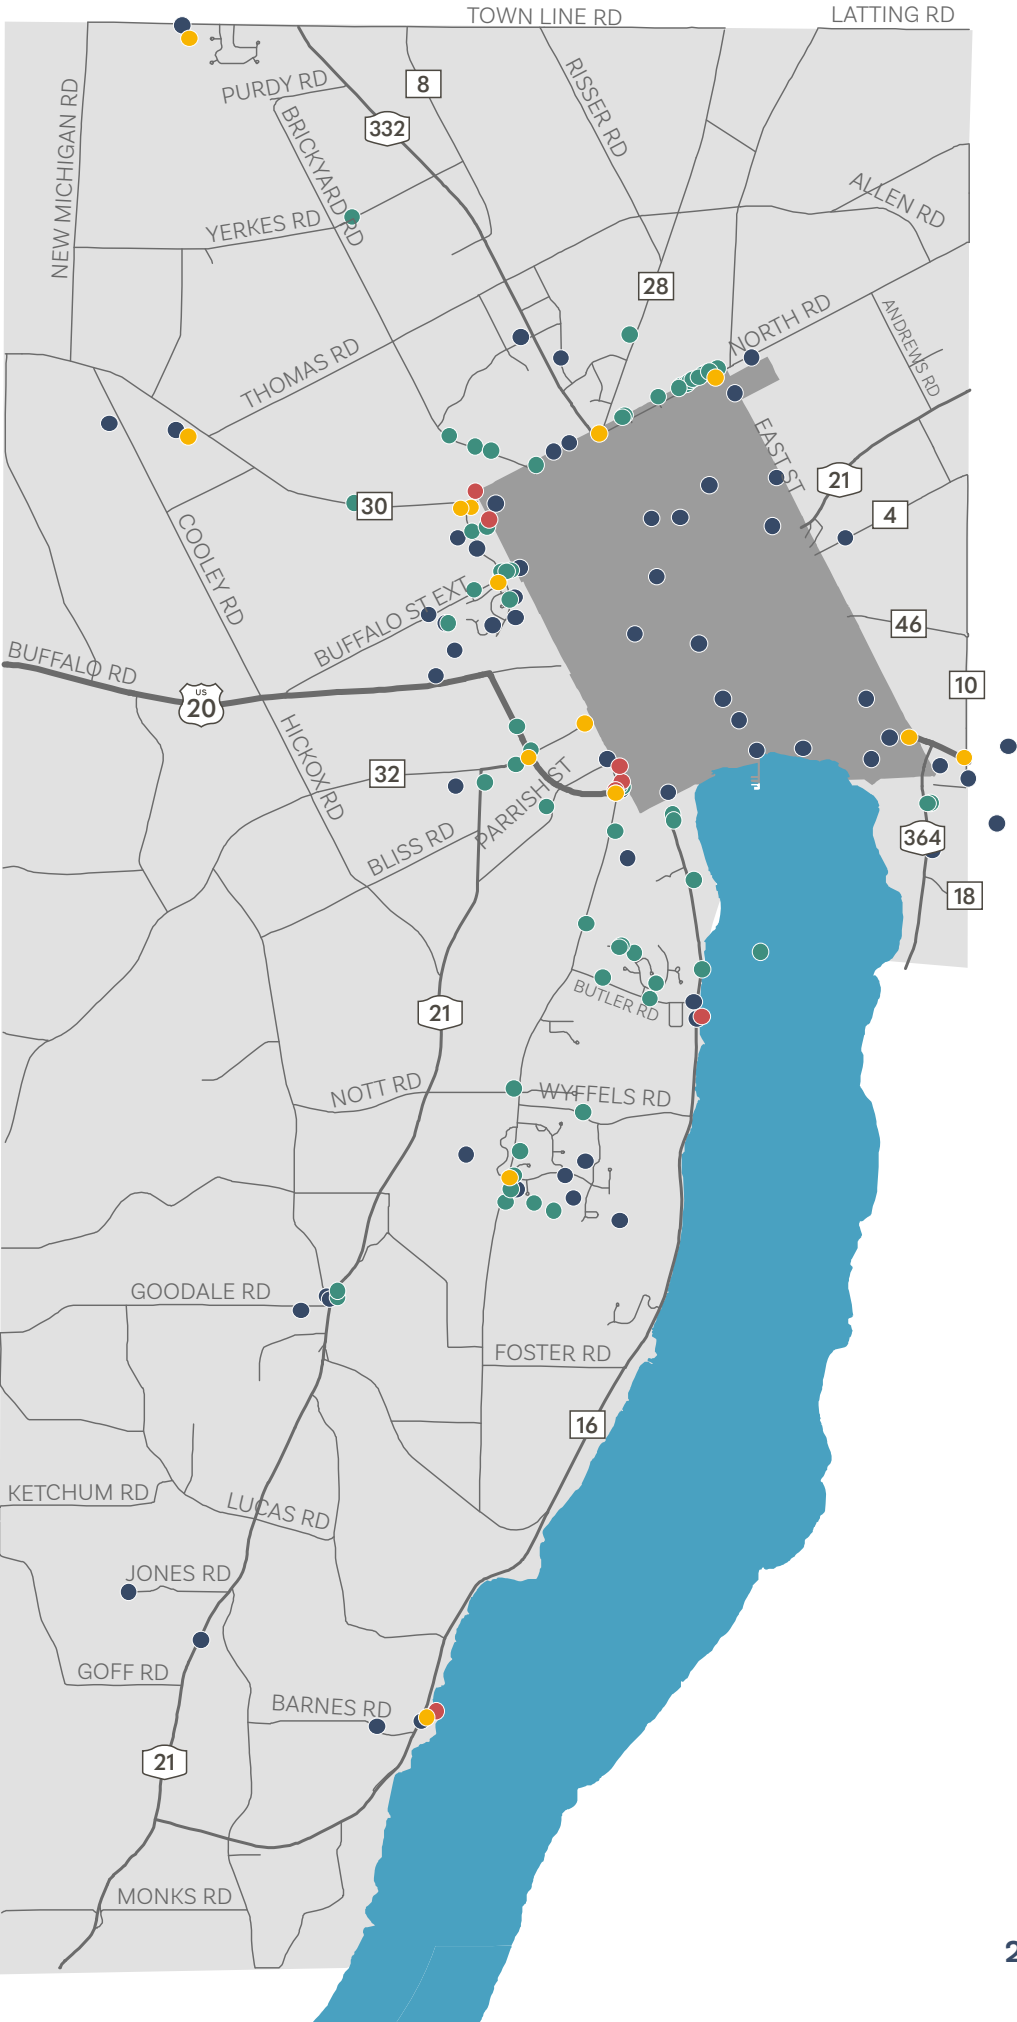 TOWN LINE RD
LATTING RD
8
PURDY RD
332
RISSER RD
NEW MICHIGAN RD
BRICKYARD RD
ALLEN RD
YERKES RD
28
NORTH RD
ANDREWS RD
THOMAS RD
EAST ST
21
30
4
COOLEY RD
BUFFALO ST EXT
46
BUFFALO RD
10
US
20
HICKOX RD
32
PARRISH ST
BLISS RD
364
18
21
BUTLER RD
NOTT RD
WYFFELS RD
GOODALE RD
FOSTER RD
16
KETCHUM RD
LUCAS RD
JONES RD
GOFF RD
BARNES RD
21
MONKS RD
2